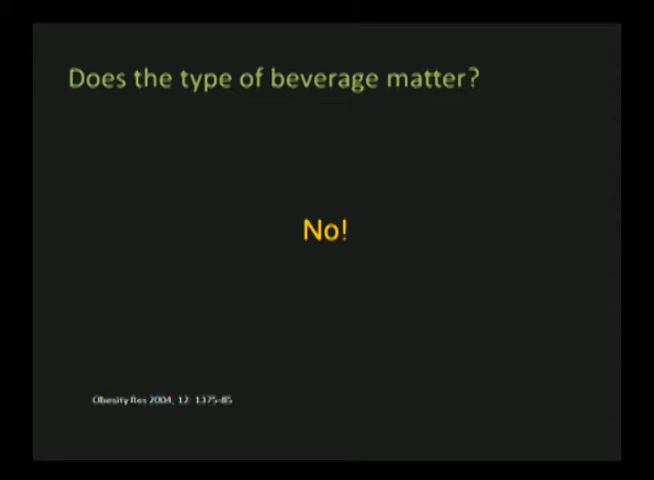 Does the type of beverage matter?
No!
Obesity Res 2004; 12: 1375-85